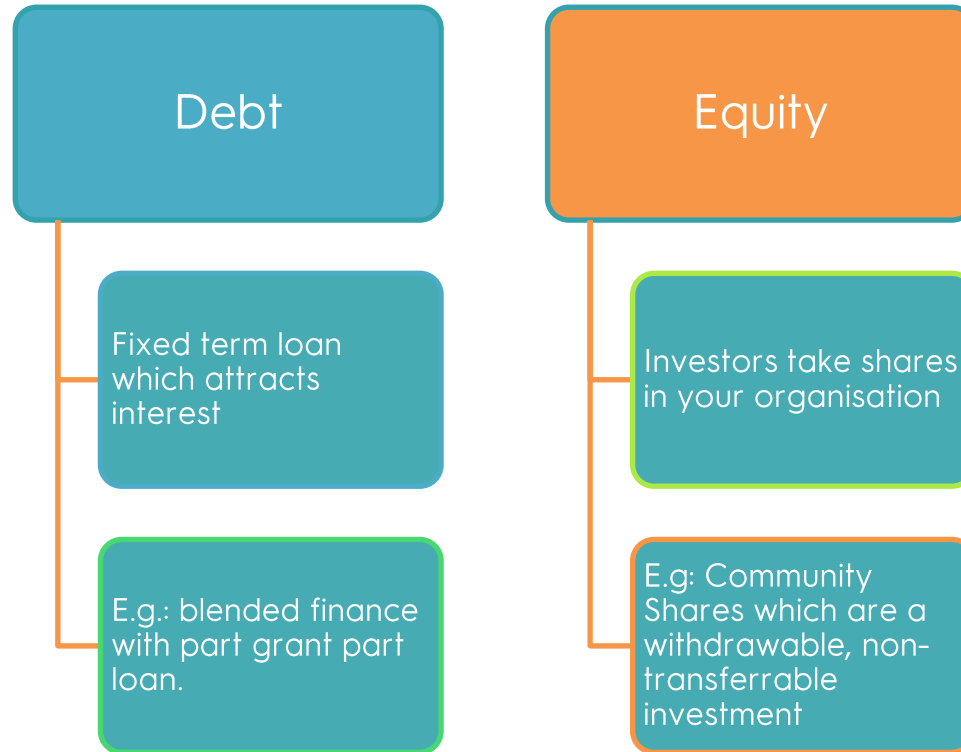 Debt
Fixed term loan
which attracts
interest
E.g.: blended finance
with part grant part
loan.
Equity
Investors take shares
in your organisation
E.g: Community
Shares which are a
withdrawable, non-
transferrable
investment